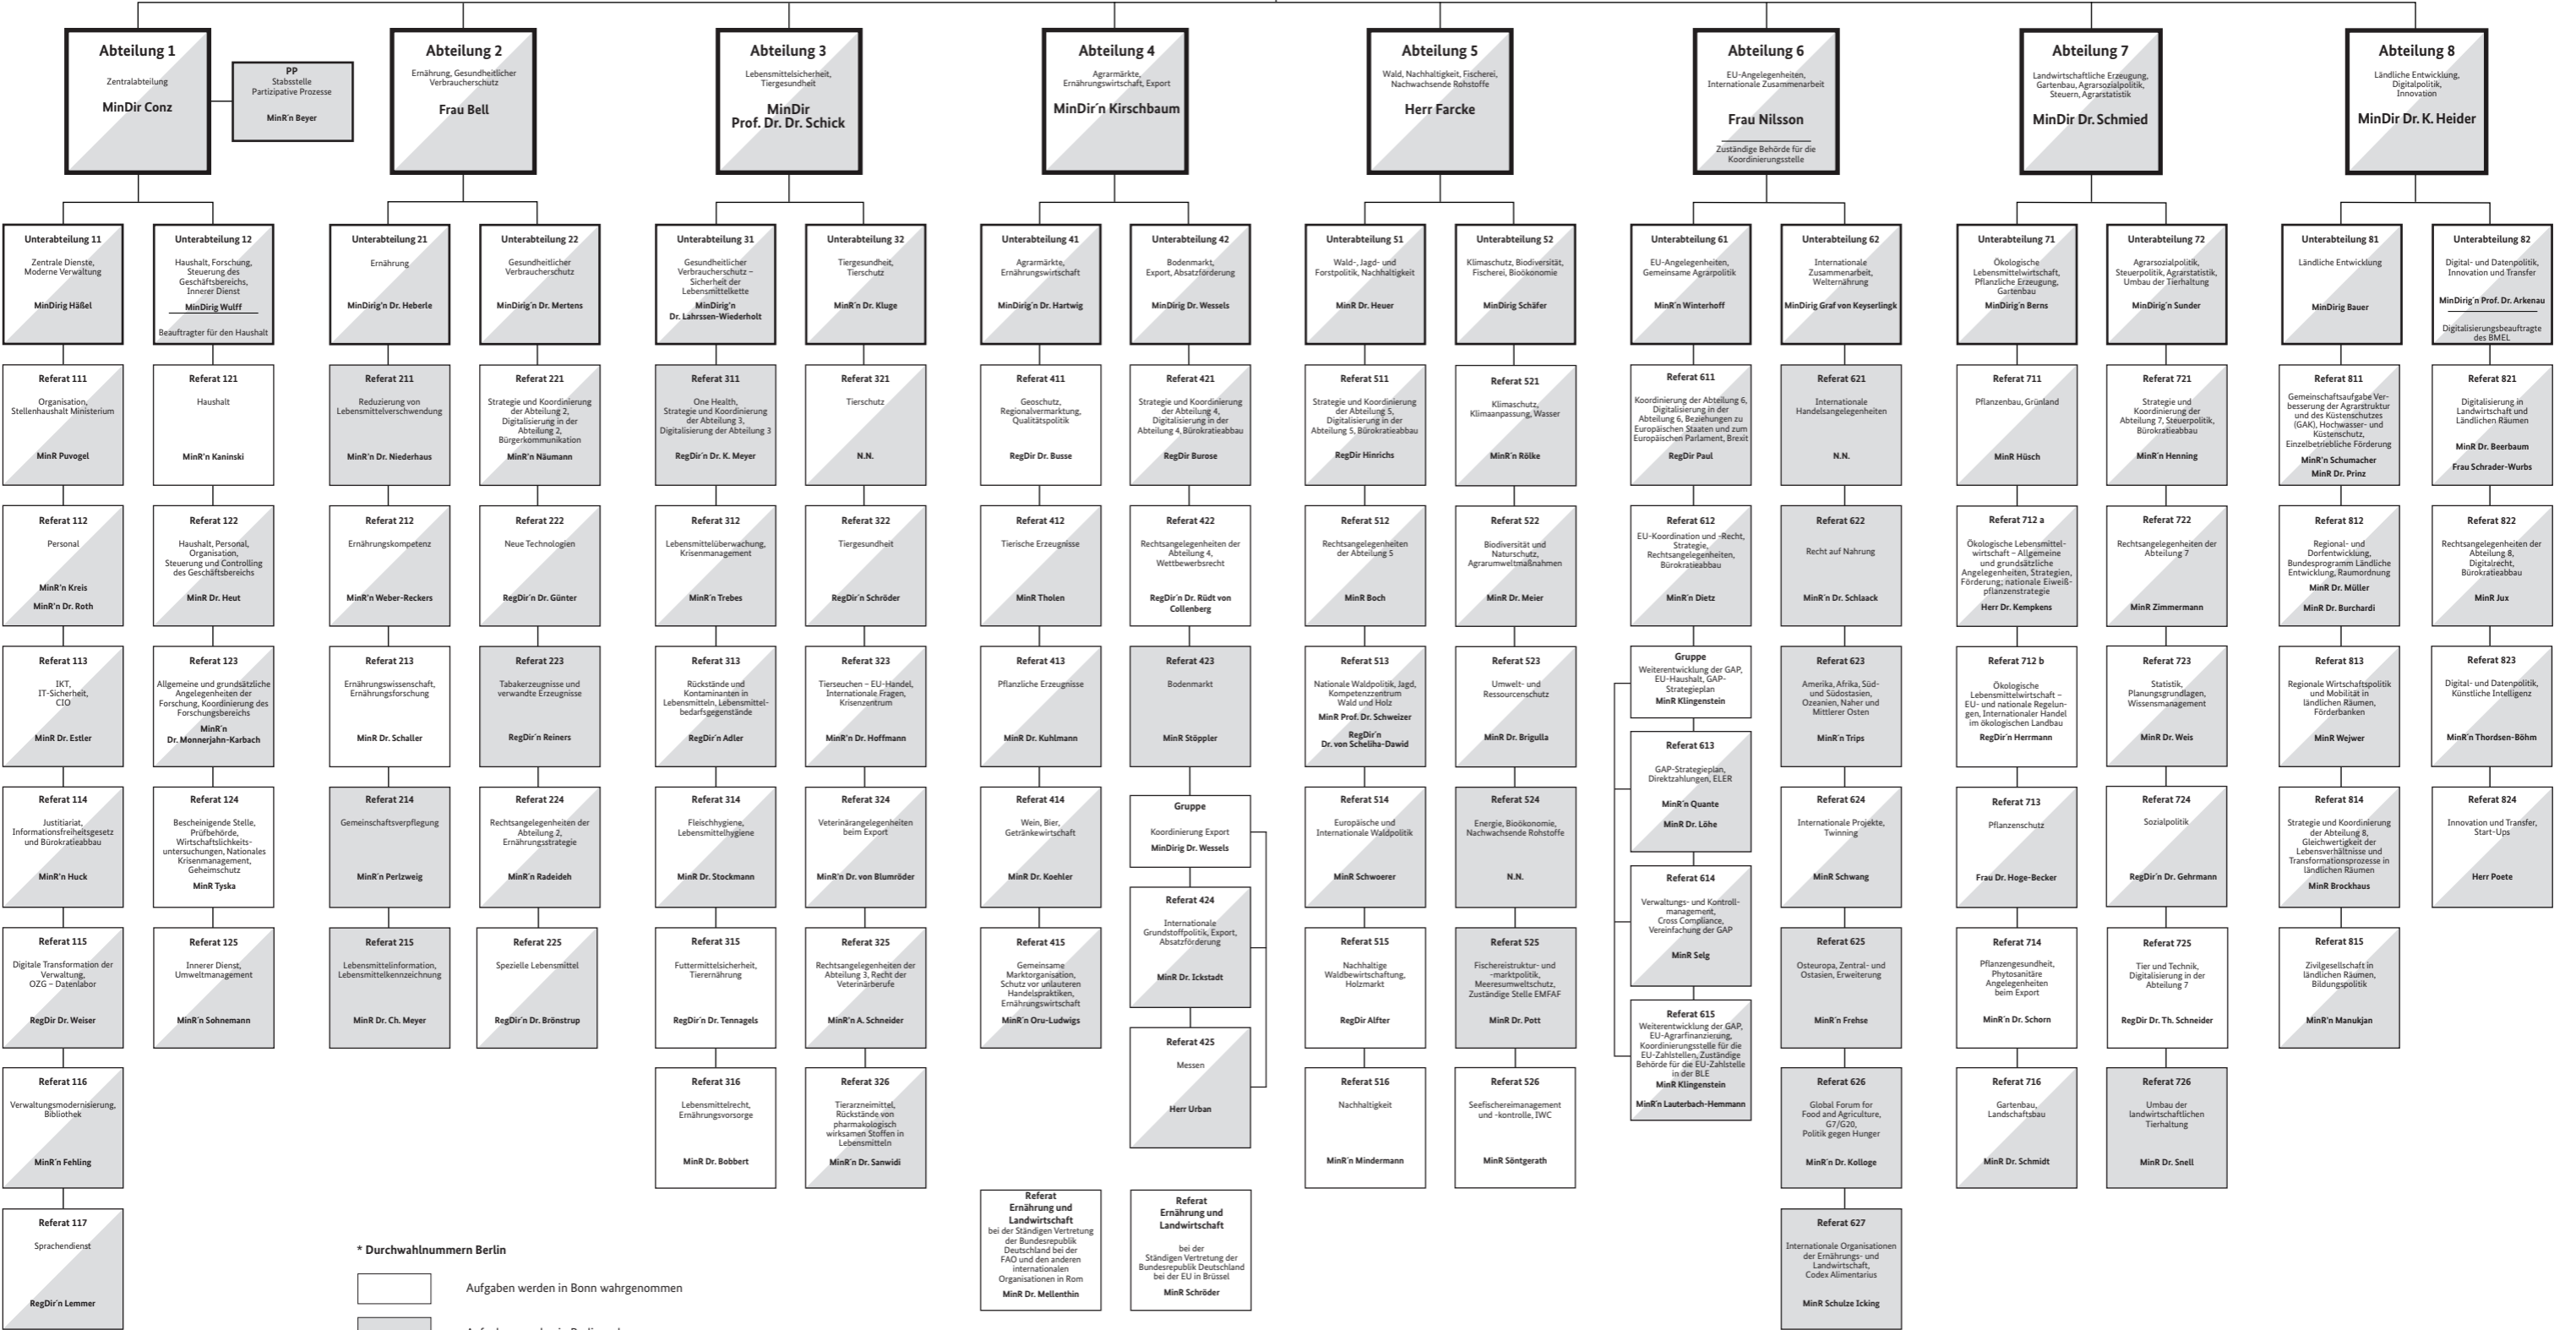 Abteilung 1
Zentralabteilung
MinDir Conz
PP
Stabsstelle
Partizipative Prozesse
MinR´n Beyer
Abteilung 2
Ernährung, Gesundheitlicher
Verbraucherschutz
Frau Bell
Abteilung 3
Lebensmittelsicherheit,
Tiergesundheit
MinDir
Prof. Dr. Dr. Schick
Abteilung 4
Agrarmärkte,
Ernährungswirtschaft, Export
MinDir´n Kirschbaum
Abteilung 5
Wald, Nachhaltigkeit, Fischerei,
Nachwachsende Rohstoffe
Herr Farcke
Abteilung 6
EU-Angelegenheiten,
Internationale Zusammenarbeit
Frau Nilsson
Zuständige Behörde für die
Koordinierungsstelle
Abteilung 7
Landwirtschaftliche Erzeugung,
Gartenbau, Agrarsozialpolitik,
Steuern, Agrarstatistik
MinDir Dr. Schmied
Abteilung 8
Ländliche Entwicklung,
Digitalpolitik,
Innovation
MinDir Dr. K. Heider
Unterabteilung 11
Zentrale Dienste,
Moderne Verwaltung
MinDirig Häßel
Unterabteilung 12
Haushalt, Forschung,
Steuerung des
Geschäftsbereichs,
Innerer Dienst
MinDirig Wulff
Beauftragter für den Haushalt
Unterabteilung 21
Ernährung
MinDirig'n Dr. Heberle
Unterabteilung 22
Gesundheitlicher
Verbraucherschutz
MinDirig´n Dr. Mertens
Unterabteilung 31
Gesundheitlicher
Verbraucherschutz –
Sicherheit der
Lebensmittelkette
MinDirig'n
Dr. Lahrssen-Wiederholt
Unterabteilung 32
Tiergesundheit,
Tierschutz
MinR´n Dr. Kluge
Unterabteilung 41
Agrarmärkte,
Ernährungswirtschaft
MinDirig´n Dr. Hartwig
Unterabteilung 42
Bodenmarkt,
Export, Absatzförderung
MinDirig Dr. Wessels
Unterabteilung 51
Wald-, Jagd- und
Forstpolitik, Nachhaltigkeit
MinR Dr. Heuer
Unterabteilung 52
Klimaschutz, Biodiversität,
Fischerei, Bioökonomie
MinDirig Schäfer
Unterabteilung 61
EU-Angelegenheiten,
Gemeinsame Agrarpolitik
MinR´n Winterhoff
Unterabteilung 62
Internationale
Zusammenarbeit,
Welternährung
MinDirig Graf von Keyserlingk
Unterabteilung 71
Ökologische
Lebensmittelwirtschaft,
Pflanzliche Erzeugung,
Gartenbau
MinDirig´n Berns
Unterabteilung 72
Agrarsozialpolitik,
Steuerpolitik, Agrarstatistik,
Umbau der Tierhaltung
MinDirig´n Sunder
Unterabteilung 81
Ländliche Entwicklung
MinDirig Bauer
Unterabteilung 82
Digital- und Datenpolitik,
Innovation und Transfer
MinDirig´n Prof. Dr. Arkenau
Digitalisierungsbeauftragte
des BMEL
Referat 111
Organisation,
Stellenhaushalt Ministerium
MinR Puvogel
Referat 121
Haushalt
MinR'n Kaninski
Referat 211
Reduzierung von
Lebensmittelverschwendung
MinR'n Dr. Niederhaus
Referat 221
Strategie und Koordinierung
der Abteilung 2,
Digitalisierung in der
Abteilung 2,
Bürgerkommunikation
MinR'n Näumann
Referat 311
One Health,
Strategie und Koordinierung
der Abteilung 3,
Digitalisierung der Abteilung 3
RegDir´n Dr. K. Meyer
Referat 321
Tierschutz
N.N.
Referat 411
Geoschutz,
Regionalvermarktung,
Qualitätspolitik
RegDir Dr. Busse
Referat 421
Strategie und Koordinierung
der Abteilung 4,
Digitalisierung in der
Abteilung 4, Bürokratieabbau
RegDir Burose
Referat 511
Strategie und Koordinierung
der Abteilung 5,
Digitalisierung in der
Abteilung 5, Bürokratieabbau
RegDir Hinrichs
Referat 521
Klimaschutz,
Klimaanpassung, Wasser
MinR´n Rölke
Referat 611
Koordinierung der Abteilung 6,
Digitalisierung in der
Abteilung 6, Beziehungen zu
Europäischen Staaten und zum
Europäischen Parlament, Brexit
RegDir Paul
Referat 621
Internationale
Handelsangelegenheiten
N.N.
Referat 711
Pflanzenbau, Grünland
MinR Hüsch
Referat 721
Strategie und
Koordinierung der
Abteilung 7, Steuerpolitik,
Bürokratieabbau
MinR´n Henning
Referat 811
Gemeinschaftsaufgabe Ver-
besserung der Agrarstruktur
und des Küstenschutzes
(GAK), Hochwasser- und
Küstenschutz,
Einzelbetriebliche Förderung
MinR'n Schumacher
MinR Dr. Prinz
Referat 821
Digitalisierung in
Landwirtschaft und
Ländlichen Räumen
MinR Dr. Beerbaum
Frau Schrader-Wurbs
Referat 112
Personal
MinR'n Kreis
MinR'n Dr. Roth
Referat 122
Haushalt, Personal,
Organisation,
Steuerung und Controlling
des Geschäftsbereichs
MinR Dr. Heut
Referat 212
Ernährungskompetenz
MinR'n Weber-Reckers
Referat 222
Neue Technologien
RegDir´n Dr. Günter
Referat 312
Lebensmittelüberwachung,
Krisenmanagement
MinR´n Trebes
Referat 322
Tiergesundheit
RegDir´n Schröder
Referat 412
Tierische Erzeugnisse
MinR Tholen
Referat 422
Rechtsangelegenheiten der
Abteilung 4,
Wettbewerbsrecht
RegDir´n Dr. Rüdt von
Collenberg
Referat 512
Rechtsangelegenheiten
der Abteilung 5
MinR Boch
Referat 522
Biodiversität und
Naturschutz,
Agrarumweltmaßnahmen
MinR Dr. Meier
Referat 612
EU-Koordination und -Recht,
Strategie,
Rechtsangelegenheiten,
Bürokratieabbau
MinR´n Dietz
Referat 622
Recht auf Nahrung
MinR´n Dr. Schlaack
Referat 712 a
Ökologische Lebensmittel-
wirtschaft – Allgemeine
und grundsätzliche
Angelegenheiten, Strategien,
Förderung; nationale Eiweiß-
pflanzenstrategie
Herr Dr. Kempkens
Referat 722
Rechtsangelegenheiten der
Abteilung 7
MinR Zimmermann
Referat 812
Regional- und
Dorfentwicklung,
Bundesprogramm Ländliche
Entwicklung, Raumordnung
MinR Dr. Müller
MinR Dr. Burchardi
Referat 822
Rechtsangelegenheiten der
Abteilung 8,
Digitalrecht,
Bürokratieabbau
MinR Jux
Referat 113
IKT,
IT-Sicherheit,
CIO
MinR Dr. Estler
Referat 123
Allgemeine und grundsätzliche
Angelegenheiten der
Forschung, Koordinierung des
Forschungsbereichs
MinR´n
Dr. Monnerjahn-Karbach
Referat 213
Ernährungswissenschaft,
Ernährungsforschung
MinR Dr. Schaller
Referat 223
Tabakerzeugnisse und
verwandte Erzeugnisse
RegDir´n Reiners
Referat 313
Rückstände und
Kontaminanten in
Lebensmitteln, Lebensmittel-
bedarfsgegenstände
RegDir´n Adler
Referat 323
Tierseuchen – EU-Handel,
Internationale Fragen,
Krisenzentrum
MinR'n Dr. Hoffmann
Referat 413
Pflanzliche Erzeugnisse
MinR Dr. Kuhlmann
Referat 423
Bodenmarkt
MinR Stöppler
Referat 513
Nationale Waldpolitik, Jagd,
Kompetenzzentrum
Wald und Holz
MinR Prof. Dr. Schweizer
RegDir´n
Dr. von Scheliha-Dawid
Referat 523
Umwelt- und
Ressourcenschutz
MinR Dr. Brigulla
Gruppe
Weiterentwicklung der GAP,
EU-Haushalt, GAP-
Strategieplan
MinR Klingenstein
Referat 623
Amerika, Afrika, Süd-
und Südostasien,
Ozeanien, Naher und
Mittlerer Osten
MinR´n Trips
Referat 712 b
Ökologische
Lebensmittelwirtschaft –
EU- und nationale Regelun-
gen, Internationaler Handel
im ökologischen Landbau
RegDir´n Herrmann
Referat 723
Statistik,
Planungsgrundlagen,
Wissensmanagement
MinR Dr. Weis
Referat 813
Regionale Wirtschaftspolitik
und Mobilität in
ländlichen Räumen,
Förderbanken
MinR Wejwer
Referat 823
Digital- und Datenpolitik,
Künstliche Intelligenz
MinR´n Thordsen-Böhm
Referat 613
GAP-Strategieplan,
Direktzahlungen, ELER
MinR´n Quante
MinR Dr. Löhe
Referat 114
Justitiariat,
Informationsfreiheitsgesetz
und Bürokratieabbau
MinR'n Huck
Referat 124
Bescheinigende Stelle,
Prüfbehörde,
Wirtschaftlichkeits-
untersuchungen, Nationales
Krisenmanagement,
Geheimschutz
MinR Tyska
Referat 214
Gemeinschaftsverpflegung
MinR´n Perlzweig
Referat 224
Rechtsangelegenheiten der
Abteilung 2,
Ernährungsstrategie
MinR´n Radeideh
Referat 314
Fleischhygiene,
Lebensmittelhygiene
MinR Dr. Stockmann
Referat 324
Veterinärangelegenheiten
beim Export
MinR'n Dr. von Blumröder
Referat 414
Wein, Bier,
Getränkewirtschaft
MinR Dr. Koehler
Gruppe
Koordinierung Export
MinDirig Dr. Wessels
Referat 514
Europäische und
Internationale Waldpolitik
MinR Schwoerer
Referat 524
Energie, Bioökonomie,
Nachwachsende Rohstoffe
N.N.
Referat 624
Internationale Projekte,
Twinning
MinR Schwang
Referat 713
Pflanzenschutz
Frau Dr. Hoge-Becker
Referat 724
Sozialpolitik
RegDir´n Dr. Gehrmann
Referat 814
Strategie und Koordinierung
der Abteilung 8,
Gleichwertigkeit der
Lebensverhältnisse und
Transformationsprozesse in
ländlichen Räumen
MinR Brockhaus
Referat 824
Innovation und Transfer,
Start-Ups
Herr Poete
Referat 614
Verwaltungs- und Kontroll-
management,
Cross Compliance,
Vereinfachung der GAP
MinR Selg
Referat 424
Internationale
Grundstoffpolitik, Export,
Absatzförderung
MinR Dr. Ickstadt
Referat 115
Digitale Transformation der
Verwaltung,
OZG – Datenlabor
RegDir Dr. Weiser
Referat 125
Innerer Dienst,
Umweltmanagement
MinR´n Sohnemann
Referat 215
Lebensmittelinformation,
Lebensmittelkennzeichnung
MinR Dr. Ch. Meyer
Referat 225
Spezielle Lebensmittel
RegDir´n Dr. Brönstrup
Referat 315
Futtermittelsicherheit,
Tierernährung
RegDir´n Dr. Tennagels
Referat 325
Rechtsangelegenheiten der
Abteilung 3, Recht der
Veterinärberufe
MinR'n A. Schneider
Referat 415
Gemeinsame
Marktorganisation,
Schutz vor unlauteren
Handelspraktiken,
Ernährungswirtschaft
MinR´n Oru-Ludwigs
Referat 515
Nachhaltige
Waldbewirtschaftung,
Holzmarkt
RegDir Alfter
Referat 525
Fischereistruktur- und
-marktpolitik,
Meeresumweltschutz,
Zuständige Stelle EMFAF
MinR Dr. Pott
Referat 625
Osteuropa, Zentral- und
Ostasien, Erweiterung
MinR´n Frehse
Referat 714
Pflanzengesundheit,
Phytosanitäre
Angelegenheiten
beim Export
MinR´n Dr. Schorn
Referat 725
Tier und Technik,
Digitalisierung in der
Abteilung 7
RegDir Dr. Th. Schneider
Referat 815
Zivilgesellschaft in
ländlichen Räumen,
Bildungspolitik
MinR'n Manukjan
Referat 615
Weiterentwicklung der GAP,
EU-Agrarfinanzierung,
Koordinierungsstelle für die
EU-Zahlstellen, Zuständige
Behörde für die EU-Zahlstelle
in der BLE
MinR Klingenstein
MinR´n Lauterbach-Hemmann
Referat 425
Messen
Herr Urban
Referat 116
Verwaltungsmodernisierung,
Bibliothek
MinR´n Fehling
Referat 316
Lebensmittelrecht,
Ernährungsvorsorge
MinR Dr. Bobbert
Referat 326
Tierarzneimittel,
Rückstände von
pharmakologisch
wirksamen Stoffen in
Lebensmitteln
MinR´n Dr. Sanwidi
Referat 516
Nachhaltigkeit
MinR´n Mindermann
Referat 526
Seefischereimanagement
und -kontrolle, IWC
MinR Söntgerath
Referat 626
Global Forum for
Food and Agriculture,
G7/G20,
Politik gegen Hunger
MinR´n Dr. Kolloge
Referat 716
Gartenbau,
Landschaftsbau
MinR Dr. Schmidt
Referat 726
Umbau der
landwirtschaftlichen
Tierhaltung
MinR Dr. Snell
Referat
Ernährung und
Landwirtschaft
bei der Ständigen Vertretung
der Bundesrepublik
Deutschland bei der
FAO und den anderen
internationalen
Organisationen in Rom
MinR Dr. Mellenthin
Referat
Ernährung und
Landwirtschaft
bei der
Ständigen Vertretung der
Bundesrepublik Deutschland
bei der EU in Brüssel
MinR Schröder
Referat 117
Sprachendienst
RegDir´n Lemmer
Referat 627
Internationale Organisationen
der Ernährungs- und
Landwirtschaft,
Codex Alimentarius
MinR Schulze Icking
* Durchwahlnummern Berlin
Aufgaben werden in Bonn wahrgenommen